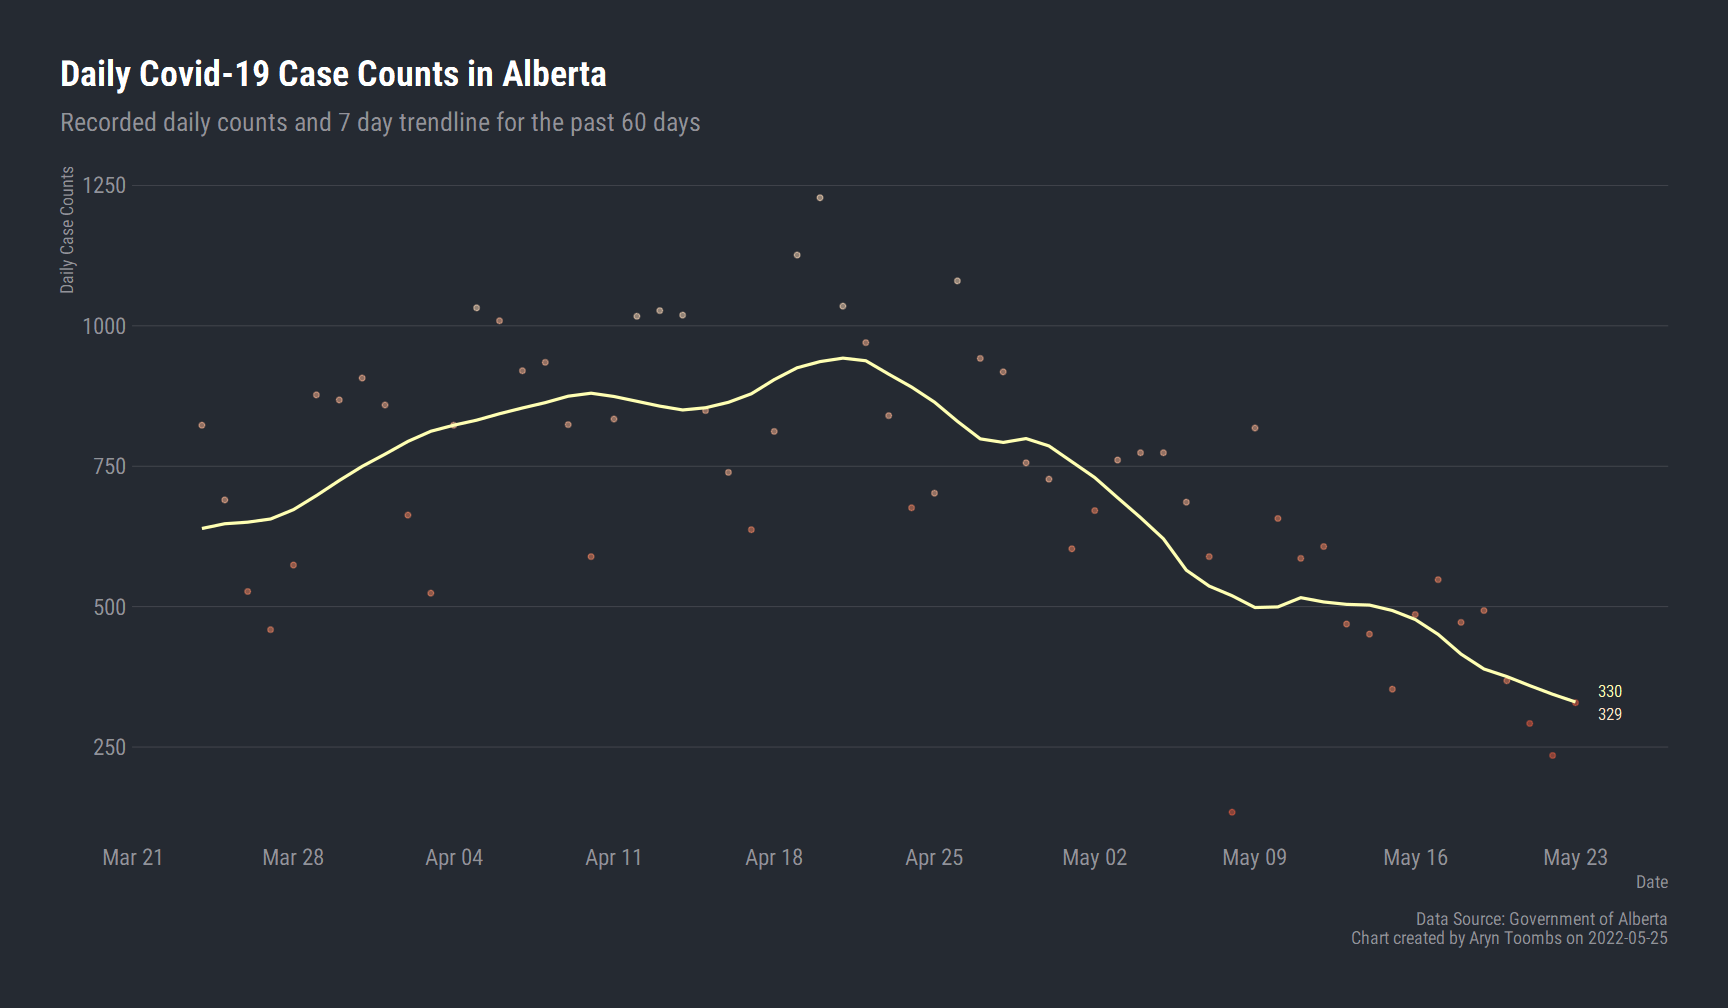 Daily Covid-19 Case Counts in Alberta
Recorded daily counts and 7 day trendline for the past 60 days
Daily Case Counts
1250
1000
750
500
250
330
329
Mar 21 Mar 28 Apr 04 Apr 11 Apr 18 Apr 25 May 02 May 09 May 16 May 23
Date
Data Source: Government of Alberta
Chart created by Aryn Toombs on 2022-05-25